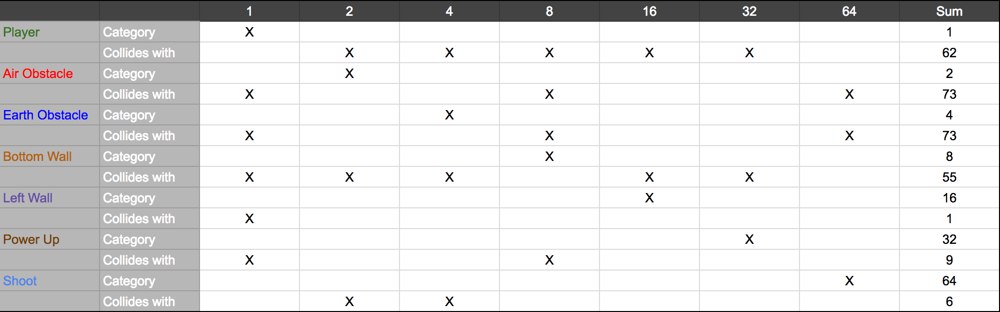 1 2 4 8 16 32 64 Sum
Player Category X 1
Collides with X X X X X 62
Air Obstacle Category X 2
Collides with X X X 73
Earth Obstacle Category X 4
Collides with X X X 73
Bottom Wall Category X 8
Collides with X X X X X 55
Left Wall Category X 16
Collides with X 1
Power Up Category X 32
Collides with X X 9
Shoot Category X 64
Collides with X X 6